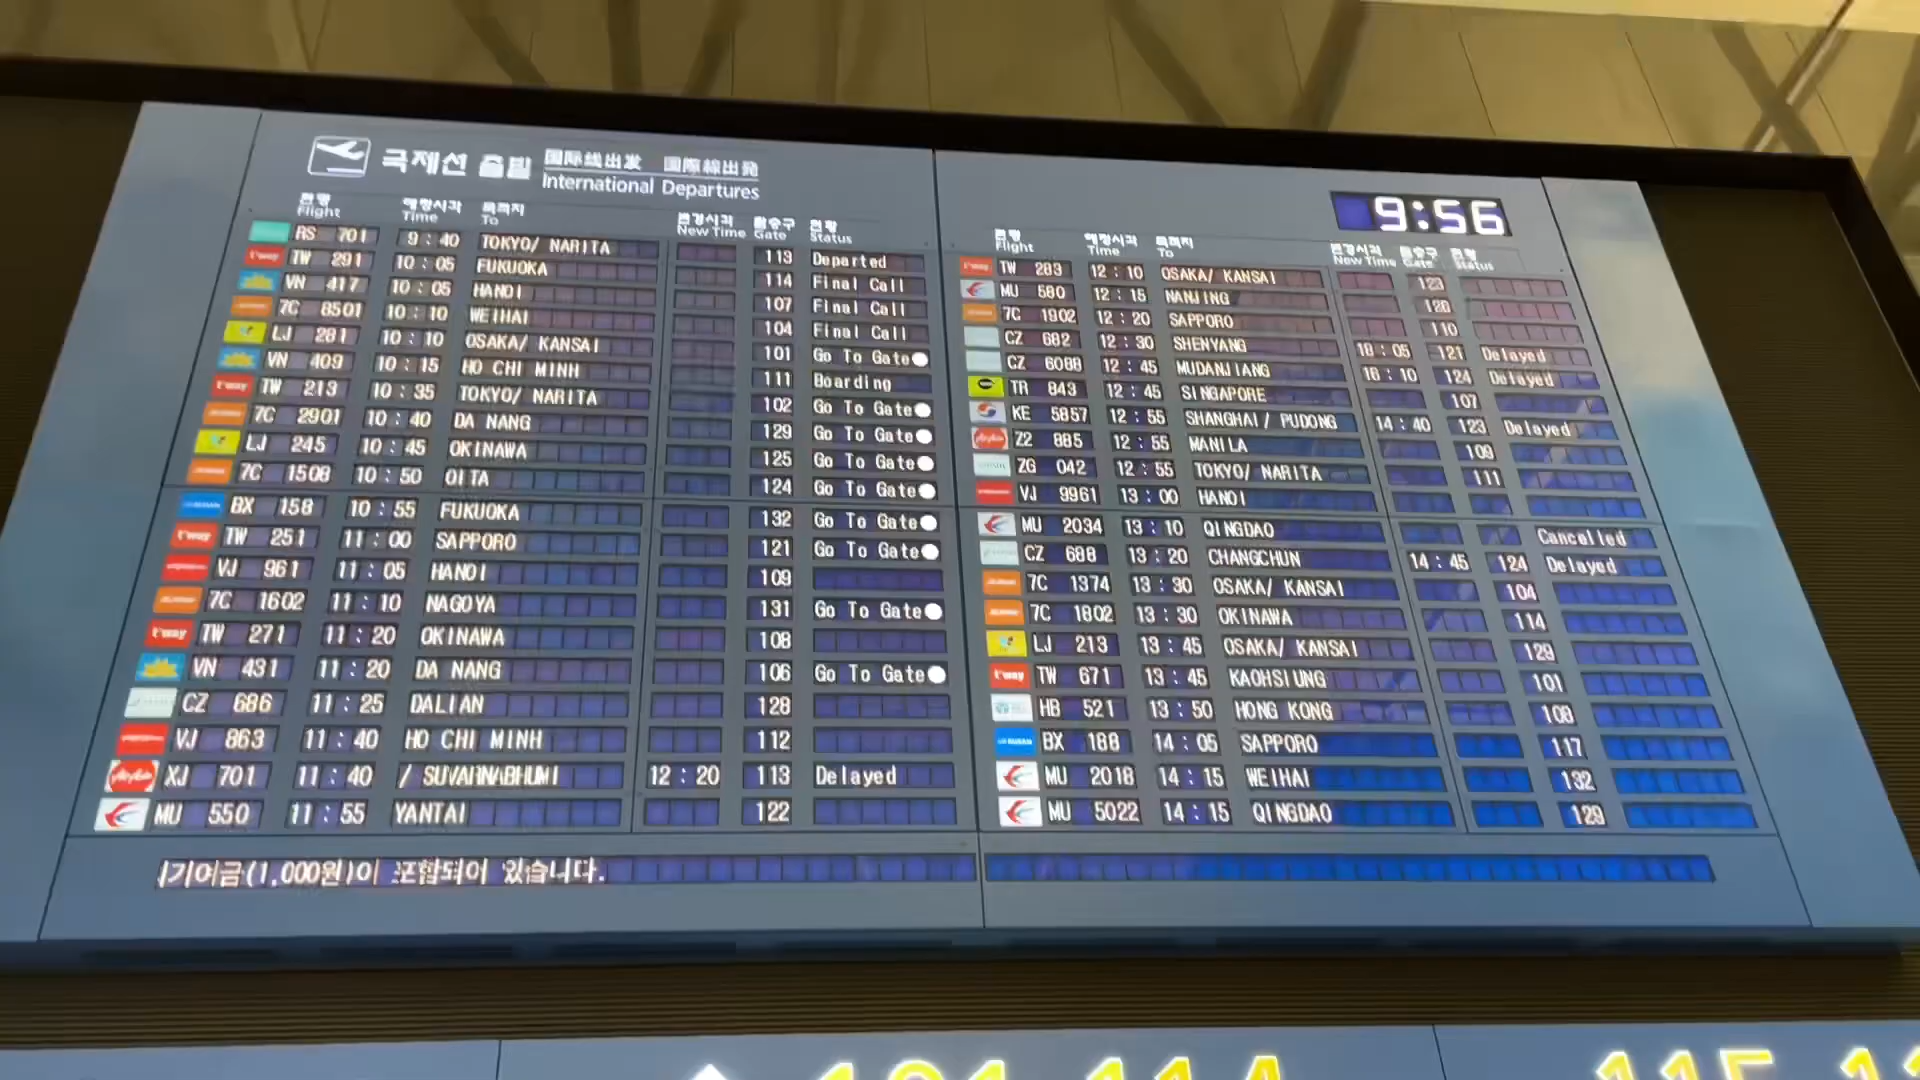 국제선 출발 国际线出发 国際線出発
International Departures
9:56
편명 예정시각 목적지 변경시각 탑승구 현황
Flight Time To New Time Gate Status
RS 701 9:40 TOKYO/ NARITA 113 Departed
t'way TW 291 10:05 FUKUOKA 114 Final Call
VN 417 10:05 HANOI 107 Final Call
7C 8501 10:10 WEIHAI 104 Final Call
LJ 281 10:10 OSAKA/ KANSAI 101 Go To Gate
VN 409 10:15 HO CHI MINH 111 Boarding
t'way TW 213 10:35 TOKYO/ NARITA 102 Go To Gate
7C 2901 10:40 DA NANG 129 Go To Gate
LJ 245 10:45 OKINAWA 125 Go To Gate
7C 1508 10:50 OITA 124 Go To Gate
BX 158 10:55 FUKUOKA 132 Go To Gate
t'way TW 251 11:00 SAPPORO 121 Go To Gate
VJ 961 11:05 HANOI 109
7C 1602 11:10 NAGOYA 131 Go To Gate
t'way TW 271 11:20 OKINAWA 108
VN 431 11:20 DA NANG 106 Go To Gate
CZ 686 11:25 DALIAN 128
VJ 863 11:40 HO CHI MINH 112
XJ 701 11:40 / SUVARNABHUMI 12:20 113 Delayed
MU 550 11:55 YANTAI 122
기여금(1,000원)이 포함되어 있습니다.
편명 예정시각 목적지 변경시각 탑승구 현황
Flight Time To New Time Gate Status
t'way TW 283 12:10 OSAKA/ KANSAI 123
MU 580 12:15 NANJING
7C 1902 12:20 SAPPORO 110
CZ 682 12:30 SHENYANG 18:05 121 Delayed
CZ 6088 12:45 MUDANJIANG 16:10 124 Delayed
TR 843 12:45 SINGAPORE 107
KE 5857 12:55 SHANGHAI/ PUDONG 14:40 123 Delayed
Z2 885 12:55 MANILA 109
ZG 042 12:55 TOKYO/ NARITA 111
VJ 9961 13:00 HANOI
MU 2034 13:10 QINGDAO Cancelled
CZ 688 13:20 CHANGCHUN 14:45 124 Delayed
7C 1374 13:30 OSAKA/ KANSAI 104
7C 1802 13:30 OKINAWA 114
LJ 213 13:45 OSAKA/ KANSAI 129
t'way TW 671 13:45 KAOHSIUNG 101
HB 521 13:50 HONG KONG 108
BX 188 14:05 SAPPORO 117
MU 2018 14:15 WEIHAI 132
MU 5022 14:15 QINGDAO 129